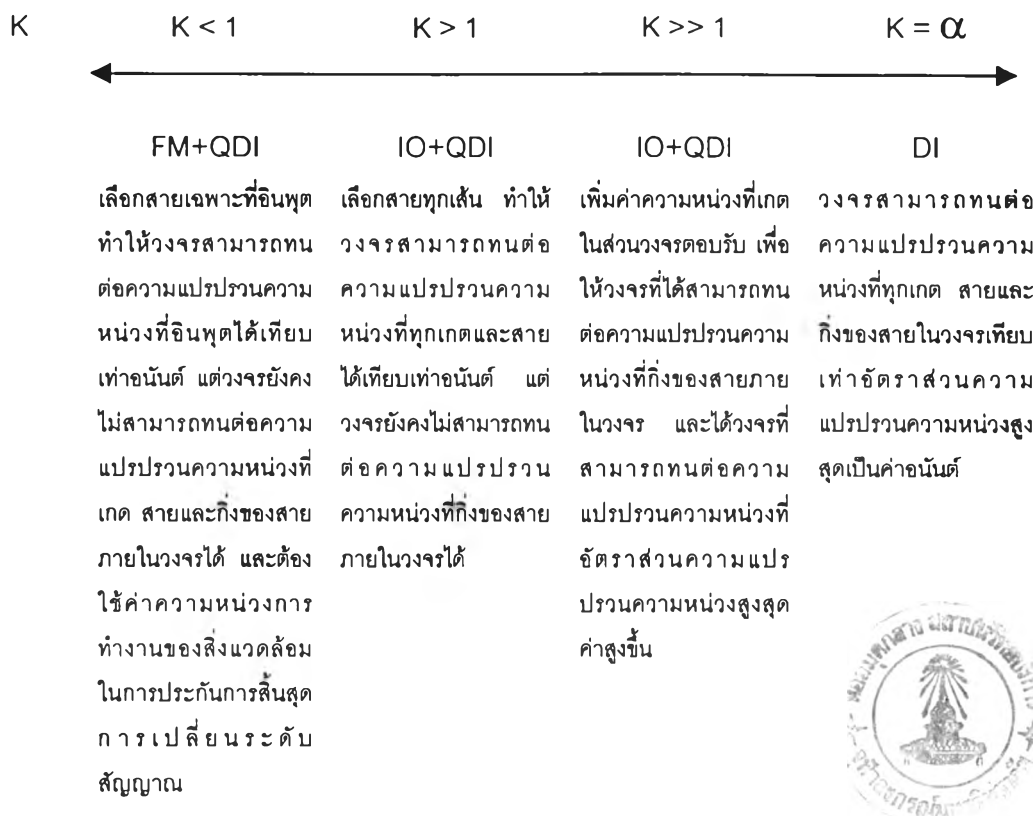 K K < 1 K > 1 K >> 1 K = α
FM+QDI IO+QDI IO+QDI DI
เลือกสายเฉพาะที่อินพุต
ทำให้วงจรสามารถทน
ต่อความแปรปรวนความ
หน่วงที่อินพุตได้เทียบ
เท่าอนันต์ แต่วงจรยังคง
ไม่สามารถทนต่อความ
แปรปรวนความหน่วงที่
เกต สายและกิ่งของสาย
ภายในวงจรได้ และต้อง
ใช้ค่าความหน่วงการ
ทำงานของสิ่งแวดล้อม
ในการประกันการสิ้นสุด
การเปลี่ยนระดับ
สัญญาณ
เลือกสายทุกเส้น ทำให้
วงจรสามารถทนต่อ
ความแปรปรวนความ
หน่วงที่ทุกเกตและสาย
ได้เทียบเท่าอนันต์ แต่
วงจรยังคงไม่สามารถทน
ต่อความแปรปรวน
ความหน่วงที่กิ่งของสาย
ภายในวงจรได้
เพิ่มค่าความหน่วงที่เกต
ในส่วนวงจรตอบรับ เพื่อ
ให้วงจรที่ได้สามารถทน
ต่อความแปรปรวนความ
หน่วงที่กิ่งของสายภาย
ในวงจร และได้วงจรที่
สามารถทนต่อความ
แปรปรวนความหน่วงที่
อัตราส่วนความแปร
ปรวนความหน่วงสูงสุด
ค่าสูงขึ้น
วงจรสามารถทนต่อ
ความแปรปรวนความ
หน่วงที่ทุกเกต สายและ
กิ่งของสายในวงจรเทียบ
เท่าอัตราส่วนความ
แปรปรวนความหน่วงสูง
สุดเป็นค่าอนันต์